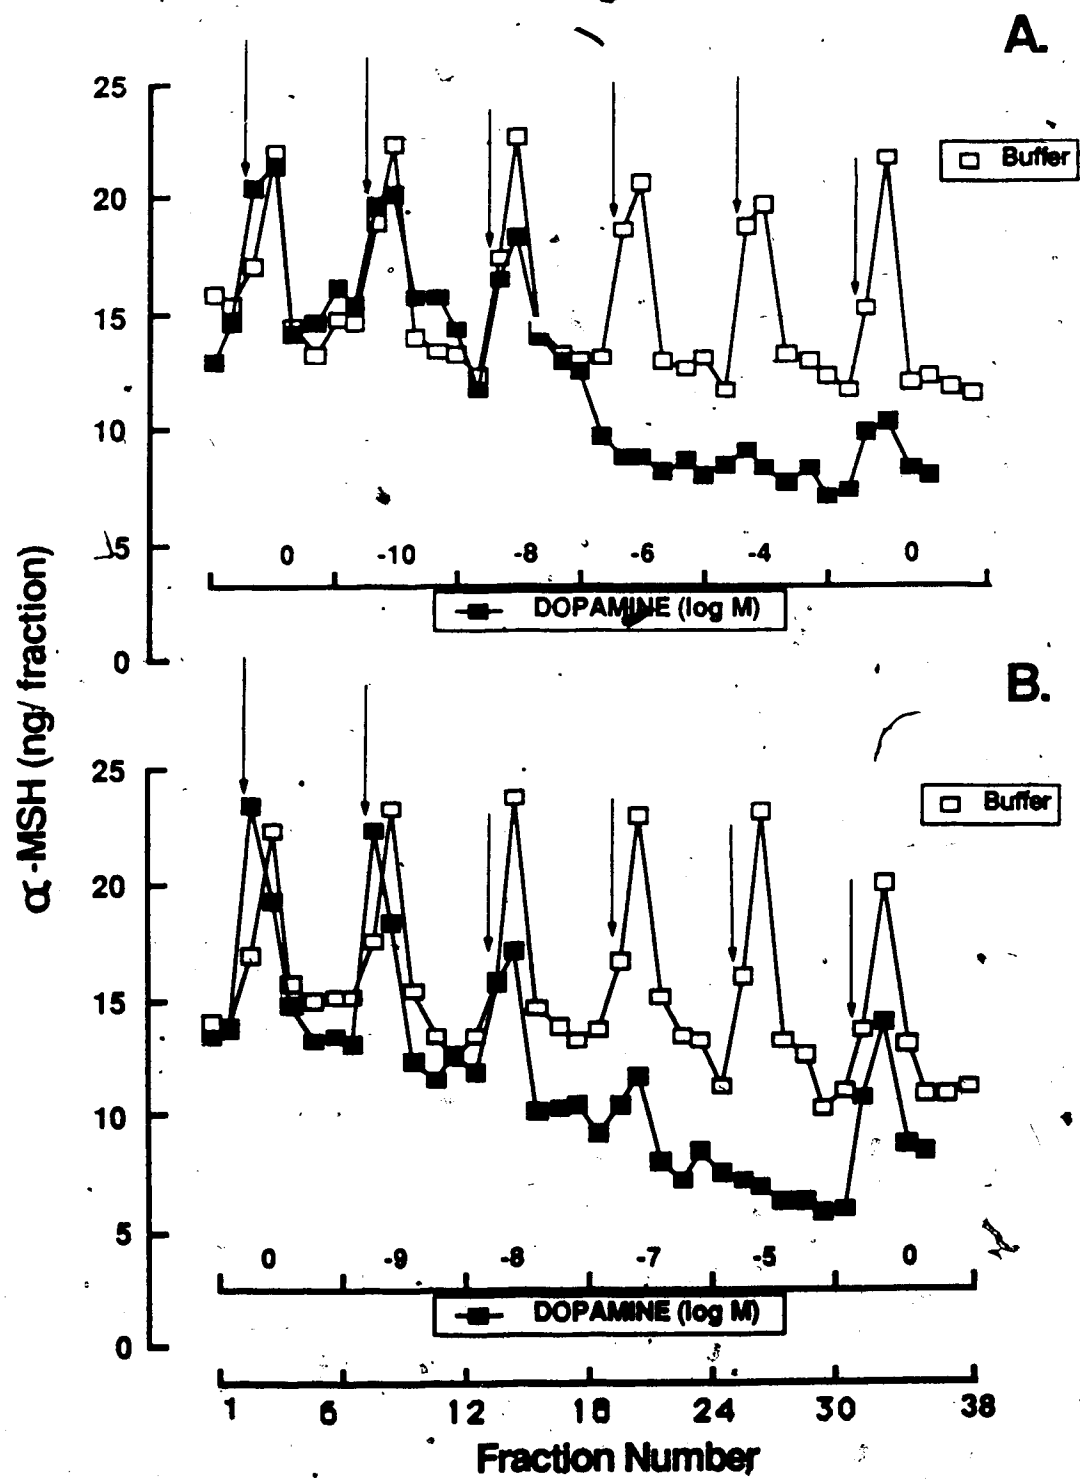 A.
25
Buffer
20
15
10
5
0 -10 -8 -6 -4 0
DOPAMINE (log M)
0
α-MSH (ng/ fraction)
B.
25
Buffer
20
15
10
5
0 -9 -8 -7 -5 0
DOPAMINE (log M)
0
1 6 12 18 24 30 38
Fraction Number